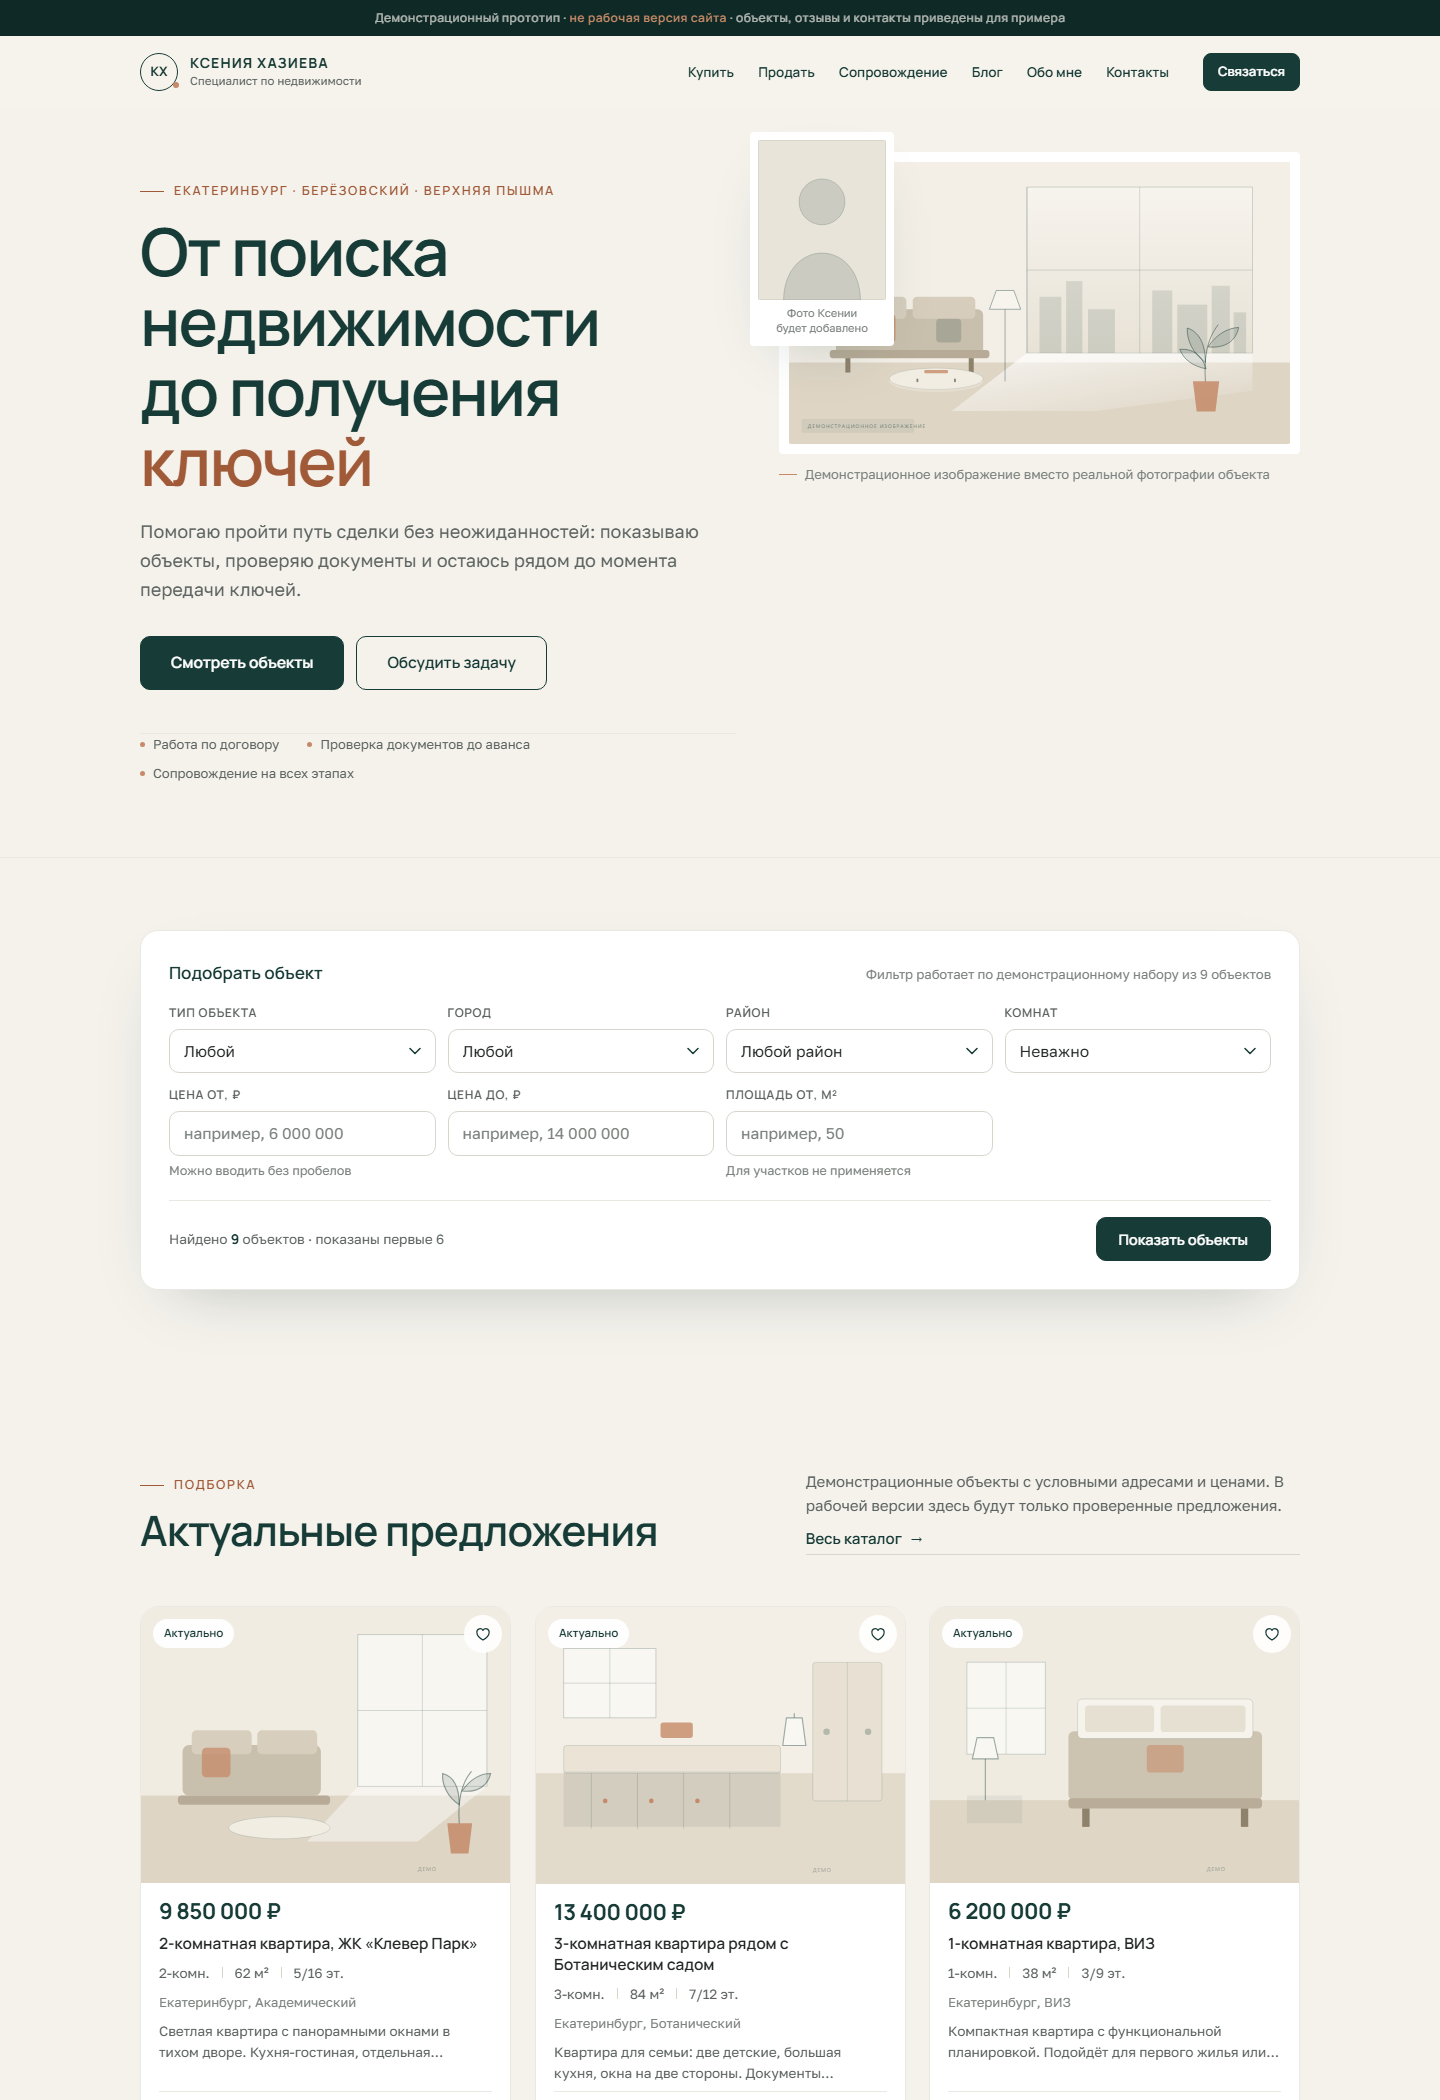 Демонстрационный прототип · не рабочая версия сайта · объекты, отзывы и контакты приведены для примера
КХ
КСЕНИЯ ХАЗИЕВА
Специалист по недвижимости
Купить Продать Сопровождение Блог Обо мне Контакты Связаться
ЕКАТЕРИНБУРГ · БЕРЁЗОВСКИЙ · ВЕРХНЯЯ ПЫШМА
От поиска
недвижимости
до получения
ключей
Помогаю пройти путь сделки без неожиданностей: показываю
объекты, проверяю документы и остаюсь рядом до момента
передачи ключей.
Смотреть объекты Обсудить задачу
Работа по договору Проверка документов до аванса
Сопровождение на всех этапах
Фото Ксении
будет добавлено
ДЕМОНСТРАЦИОННОЕ ИЗОБРАЖЕНИЕ
Демонстрационное изображение вместо реальной фотографии объекта
Подобрать объект
Фильтр работает по демонстрационному набору из 9 объектов
ТИП ОБЪЕКТА ГОРОД РАЙОН КОМНАТ
Любой Любой Любой район Неважно
ЦЕНА ОТ, ₽ ЦЕНА ДО, ₽ ПЛОЩАДЬ ОТ, М²
например, 6 000 000 например, 14 000 000 например, 50
Можно вводить без пробелов Для участков не применяется
Найдено 9 объектов · показаны первые 6
Показать объекты
ПОДБОРКА
Актуальные предложения
Демонстрационные объекты с условными адресами и ценами. В
рабочей версии здесь будут только проверенные предложения.
Весь каталог →
Актуально
ДЕМО
9 850 000 ₽
2-комнатная квартира, ЖК «Клевер Парк»
2-комн. 62 м² 5/16 эт.
Екатеринбург, Академический
Светлая квартира с панорамными окнами в
тихом дворе. Кухня-гостиная, отдельная…
Актуально
ДЕМО
13 400 000 ₽
3-комнатная квартира рядом с
Ботаническим садом
3-комн. 84 м² 7/12 эт.
Екатеринбург, Ботанический
Квартира для семьи: две детские, большая
кухня, окна на две стороны. Документы…
Актуально
ДЕМО
6 200 000 ₽
1-комнатная квартира, ВИЗ
1-комн. 38 м² 3/9 эт.
Екатеринбург, ВИЗ
Компактная квартира с функциональной
планировкой. Подойдёт для первого жилья или…